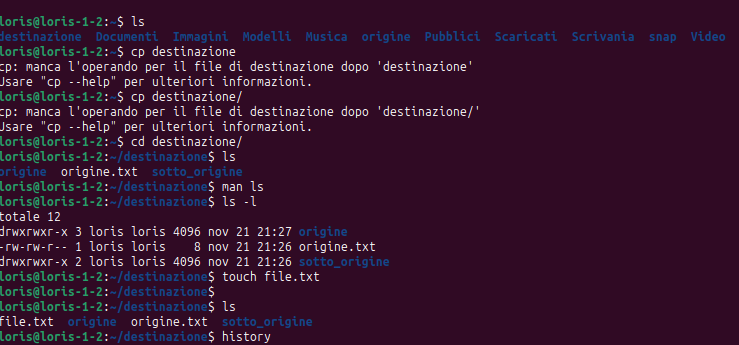 loris@loris-1-2:~$ ls
destinazione Documenti Immagini Modelli Musica origine Pubblici Scaricati Scrivania snap Video
loris@loris-1-2:~$ cp destinazione
cp: manca l'operando per il file di destinazione dopo 'destinazione'
Usare "cp --help" per ulteriori informazioni.
loris@loris-1-2:~$ cp destinazione/
cp: manca l'operando per il file di destinazione dopo 'destinazione/'
Usare "cp --help" per ulteriori informazioni.
loris@loris-1-2:~$ cd destinazione/
loris@loris-1-2:~/destinazione$ ls
origine origine.txt sotto_origine
loris@loris-1-2:~/destinazione$ man ls
loris@loris-1-2:~/destinazione$ ls -l
totale 12
drwxrwxr-x 3 loris loris 4096 nov 21 21:27 origine
-rw-rw-r-- 1 loris loris    8 nov 21 21:26 origine.txt
drwxrwxr-x 2 loris loris 4096 nov 21 21:26 sotto_origine
loris@loris-1-2:~/destinazione$ touch file.txt
loris@loris-1-2:~/destinazione$
loris@loris-1-2:~/destinazione$ ls
file.txt origine origine.txt sotto_origine
loris@loris-1-2:~/destinazione$ history